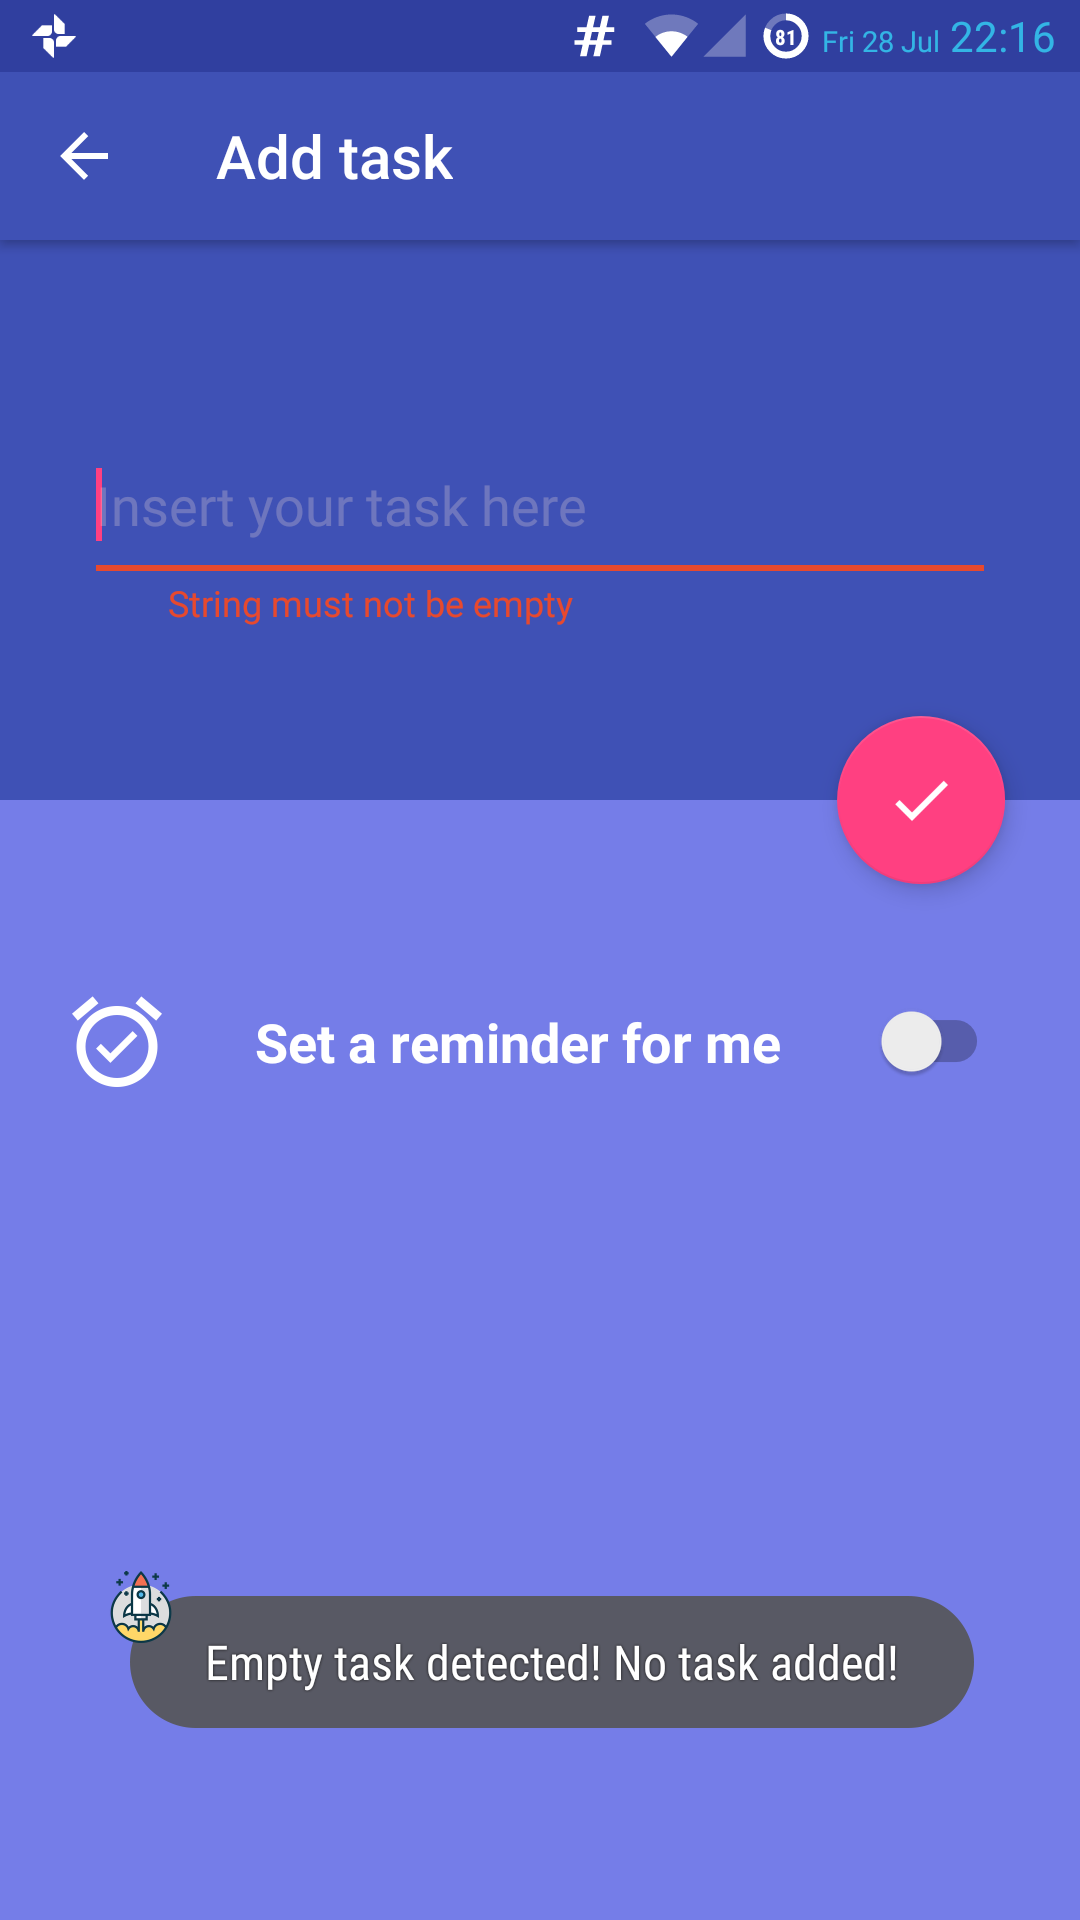 # 81 Fri 28 Jul 22:16
Add task
Insert your task here
String must not be empty
Set a reminder for me
Empty task detected! No task added!